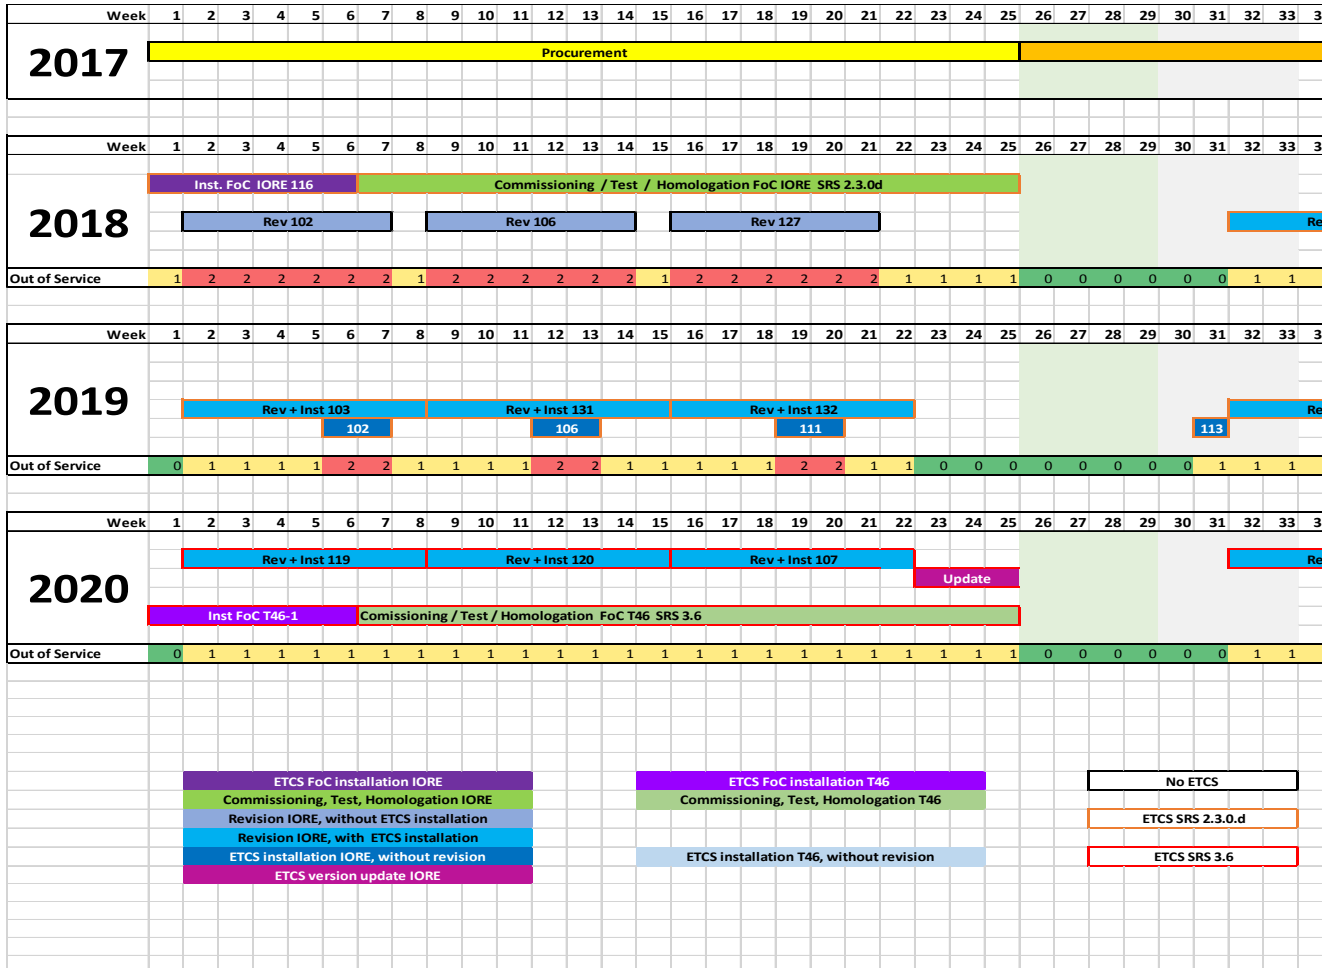 Week 1 2 3 4 5 6 7 8 9 10 11 12 13 14 15 16 17 18 19 20 21 22 23 24 25 26 27 28 29 30 31 32 33
2017
Procurement
Week 1 2 3 4 5 6 7 8 9 10 11 12 13 14 15 16 17 18 19 20 21 22 23 24 25 26 27 28 29 30 31 32 33
Inst. FoC IORE 116 Commissioning / Test / Homologation FoC IORE SRS 2.3.0d
2018
Rev 102 Rev 106 Rev 127 Re
Out of Service 1 2 2 2 2 2 2 1 2 2 2 2 2 2 1 2 2 2 2 2 2 1 1 1 1 0 0 0 0 0 0 1 1
Week 1 2 3 4 5 6 7 8 9 10 11 12 13 14 15 16 17 18 19 20 21 22 23 24 25 26 27 28 29 30 31 32 33
2019
Rev + Inst 103 Rev + Inst 131 Rev + Inst 132 Re
102 106 111 113
Out of Service 0 1 1 1 1 2 2 1 1 1 1 2 2 1 1 1 1 1 2 2 1 1 0 0 0 0 0 0 0 0 1 1 1
Week 1 2 3 4 5 6 7 8 9 10 11 12 13 14 15 16 17 18 19 20 21 22 23 24 25 26 27 28 29 30 31 32 33
Rev + Inst 119 Rev + Inst 120 Rev + Inst 107 Re
2020
Update
Inst FoC T46-1 Comissioning / Test / Homologation FoC T46 SRS 3.6
Out of Service 0 1 1 1 1 1 1 1 1 1 1 1 1 1 1 1 1 1 1 1 1 1 1 1 1 0 0 0 0 0 0 1 1
ETCS FoC installation IORE ETCS FoC installation T46 No ETCS
Commissioning, Test, Homologation IORE Commissioning, Test, Homologation T46
Revision IORE, without ETCS installation ETCS SRS 2.3.0.d
Revision IORE, with ETCS installation
ETCS installation IORE, without revision ETCS installation T46, without revision ETCS SRS 3.6
ETCS version update IORE